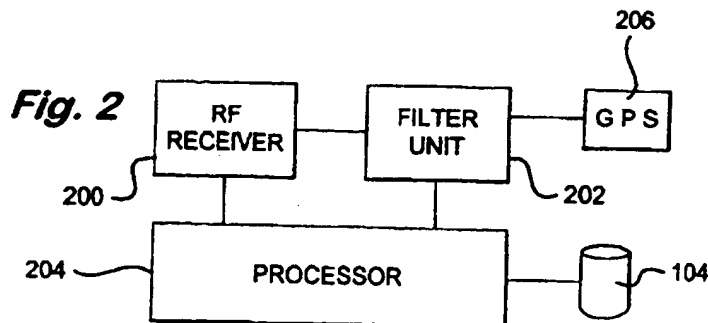 206
Fig. 2
RF
RECEIVER
FILTER
UNIT
GPS
200
202
204
PROCESSOR
104